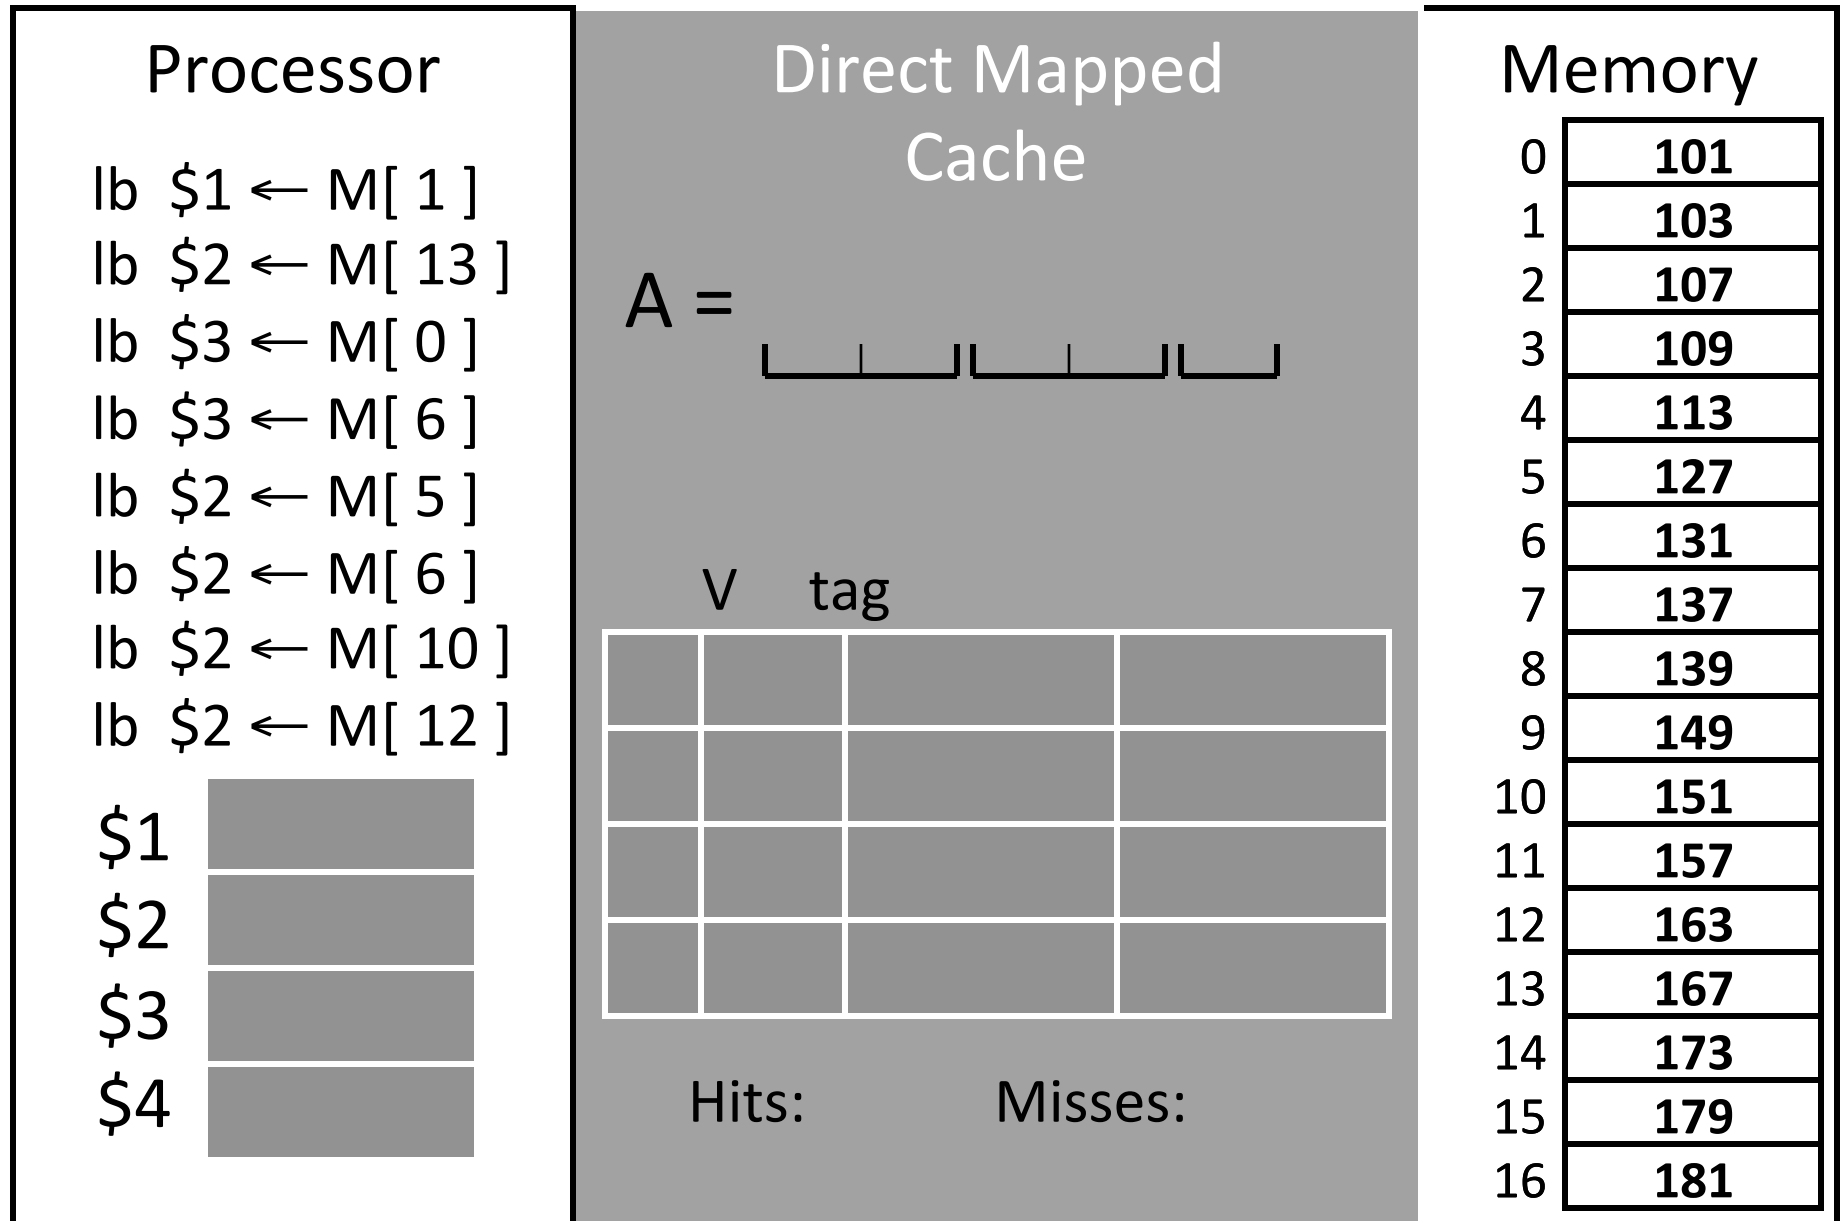 Processor
lb $1 ← M[ 1 ]
lb $2 ← M[ 13 ]
lb $3 ← M[ 0 ]
lb $3 ← M[ 6 ]
lb $2 ← M[ 5 ]
lb $2 ← M[ 6 ]
lb $2 ← M[ 10 ]
lb $2 ← M[ 12 ]
$1
$2
$3
$4
Direct Mapped
Cache
A =
V tag
Hits: Misses:
Memory
0 101
1 103
2 107
3 109
4 113
5 127
6 131
7 137
8 139
9 149
10 151
11 157
12 163
13 167
14 173
15 179
16 181